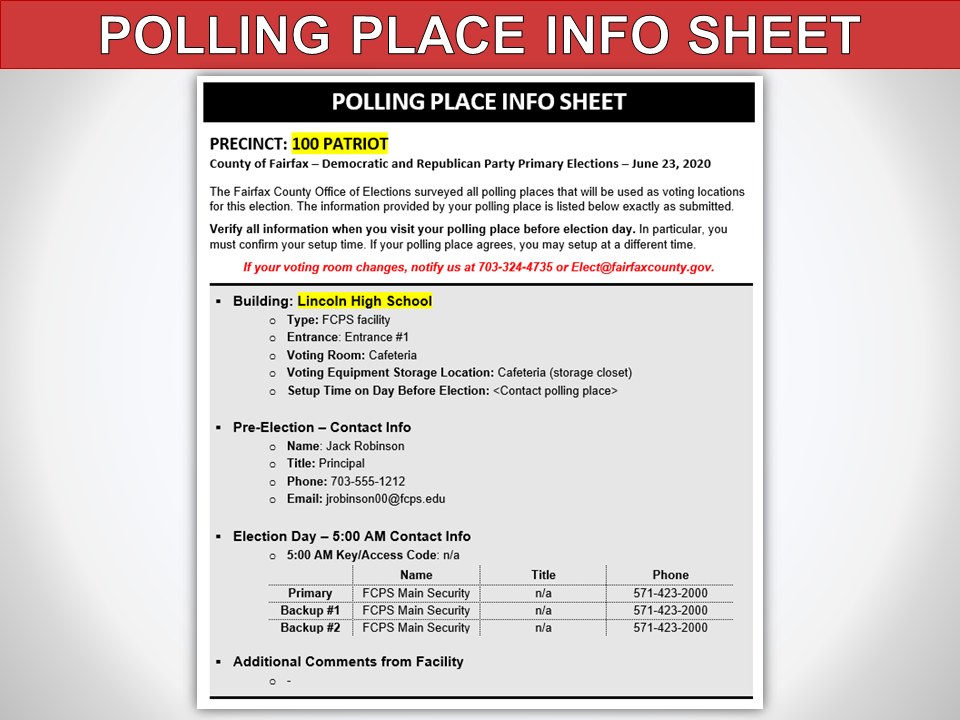 POLLING PLACE INFO SHEET
POLLING PLACE INFO SHEET
PRECINCT: 100 PATRIOT
County of Fairfax – Democratic and Republican Party Primary Elections – June 23, 2020
The Fairfax County Office of Elections surveyed all polling places that will be used as voting locations
for this election. The information provided by your polling place is listed below exactly as submitted.
Verify all information when you visit your polling place before election day. In particular, you
must confirm your setup time. If your polling place agrees, you may setup at a different time.
If your voting room changes, notify us at 703-324-4735 or Elect@fairfaxcounty.gov.
▪ Building: Lincoln High School
o Type: FCPS facility
o Entrance: Entrance #1
o Voting Room: Cafeteria
o Voting Equipment Storage Location: Cafeteria (storage closet)
o Setup Time on Day Before Election: <Contact polling place>
▪ Pre-Election – Contact Info
o Name: Jack Robinson
o Title: Principal
o Phone: 703-555-1212
o Email: jrobinson00@fcps.edu
▪ Election Day – 5:00 AM Contact Info
o 5:00 AM Key/Access Code: n/a
Name Title Phone
Primary FCPS Main Security n/a 571-423-2000
Backup #1 FCPS Main Security n/a 571-423-2000
Backup #2 FCPS Main Security n/a 571-423-2000
▪ Additional Comments from Facility
o -